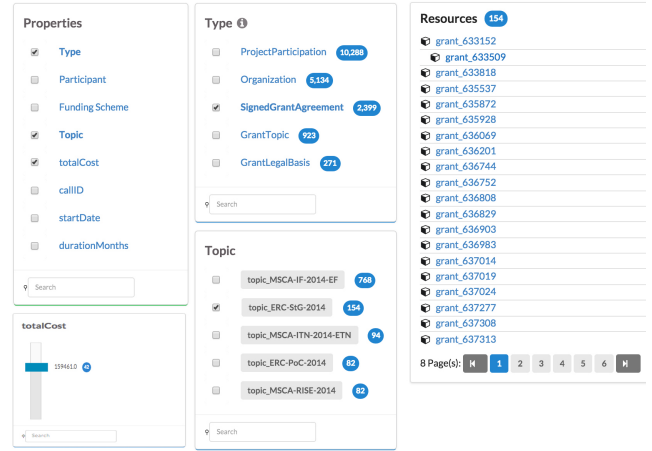 Properties
Type
Participant
Funding Scheme
Topic
totalCost
callID
startDate
durationMonths
Search
totalCost
159461.0 42
Search
Type
ProjectParticipation 10,288
Organization 5,134
SignedGrantAgreement 2,399
GrantTopic 923
GrantLegalBasis 271
Search
Topic
topic_MSCA-IF-2014-EF 768
topic_ERC-StG-2014 154
topic_MSCA-ITN-2014-ETN 94
topic_ERC-PoC-2014 82
topic_MSCA-RISE-2014 82
Search
Resources 154
grant_633152
grant_633509
grant_633818
grant_635537
grant_635872
grant_635928
grant_636069
grant_636201
grant_636744
grant_636752
grant_636808
grant_636829
grant_636903
grant_636983
grant_637014
grant_637019
grant_637024
grant_637277
grant_637308
grant_637313
8 Page(s): 1 2 3 4 5 6